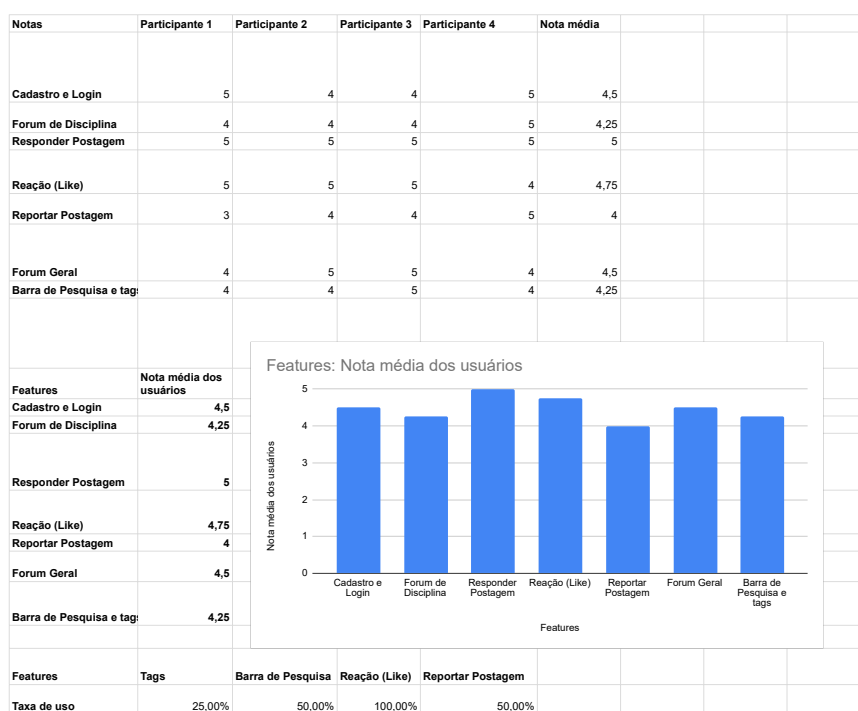 Notas Participante 1 Participante 2 Participante 3 Participante 4 Nota média
Cadastro e Login 5 4 4 5 4,5
Forum de Disciplina 4 4 4 5 4,25
Responder Postagem 5 5 5 5 5
Reação (Like) 5 5 5 4 4,75
Reportar Postagem 3 4 4 5 4
Forum Geral 4 5 5 4 4,5
Barra de Pesquisa e tag 4 4 5 4 4,25
Features Nota média dos
usuários
Cadastro e Login 4,5
Forum de Disciplina 4,25
Responder Postagem 5
Reação (Like) 4,75
Reportar Postagem 4
Forum Geral 4,5
Barra de Pesquisa e tag 4,25
Features: Nota média dos usuários
Nota média dos usuários
5
4
3
2
1
0
Cadastro e
Login
Forum de
Disciplina
Responder
Postagem
Reação (Like)
Reportar
Postagem
Forum Geral
Barra de
Pesquisa e
tags
Features
Features Tags Barra de Pesquisa Reação (Like) Reportar Postagem
Taxa de uso 25,00% 50,00% 100,00% 50,00%